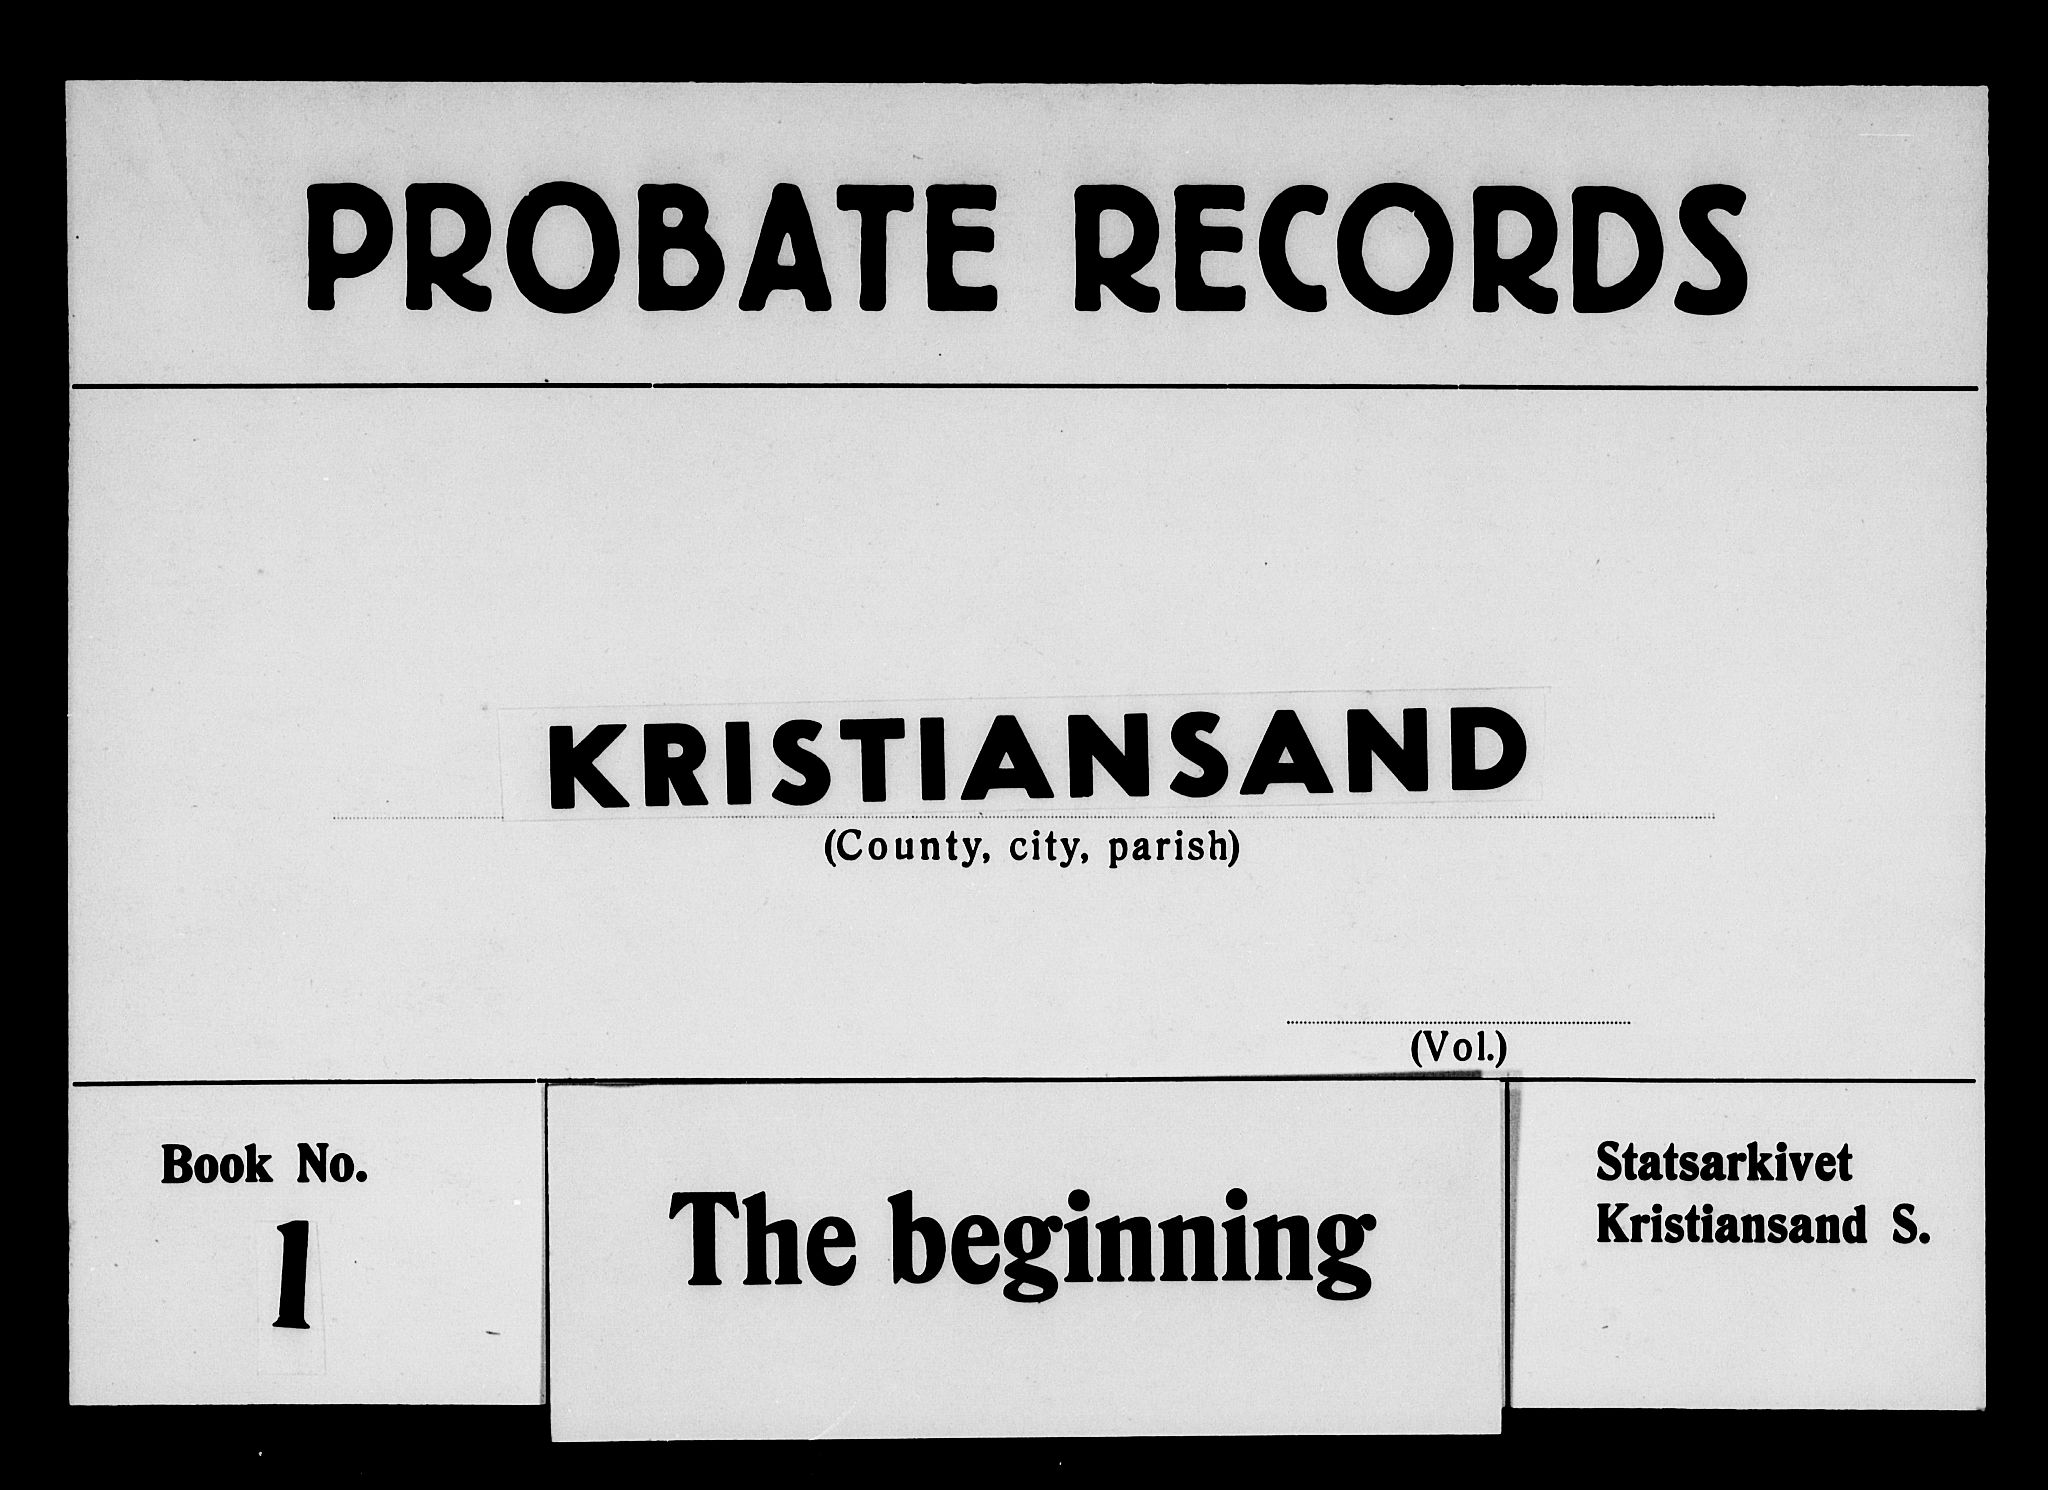 PROBATE RECORDS
KRISTIANSAND
(County, city, parish)
(Vol.)
Book No.
1
The beginning
Statsarkivet
Kristiansand S.